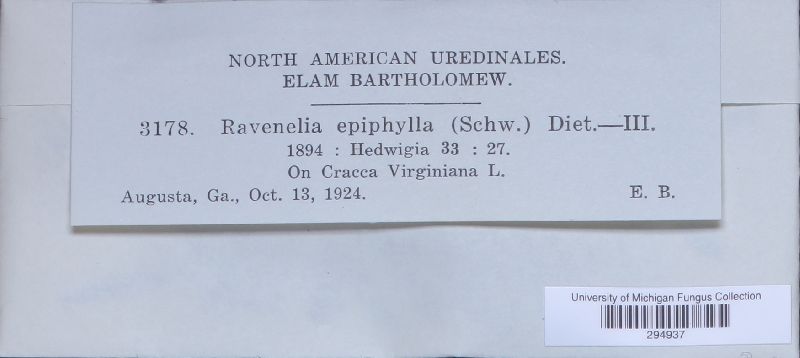 NORTH AMERICAN UREDINALES.
ELAM BARTHOLOMEW.
3178. Ravenelia epiphylla (Schw.) Diet.—III.
1894 : Hedwigia 33 : 27.
On Cracca Virginiana L.
Augusta, Ga., Oct. 13, 1924. E. B.
University of Michigan Fungus Collection
294937